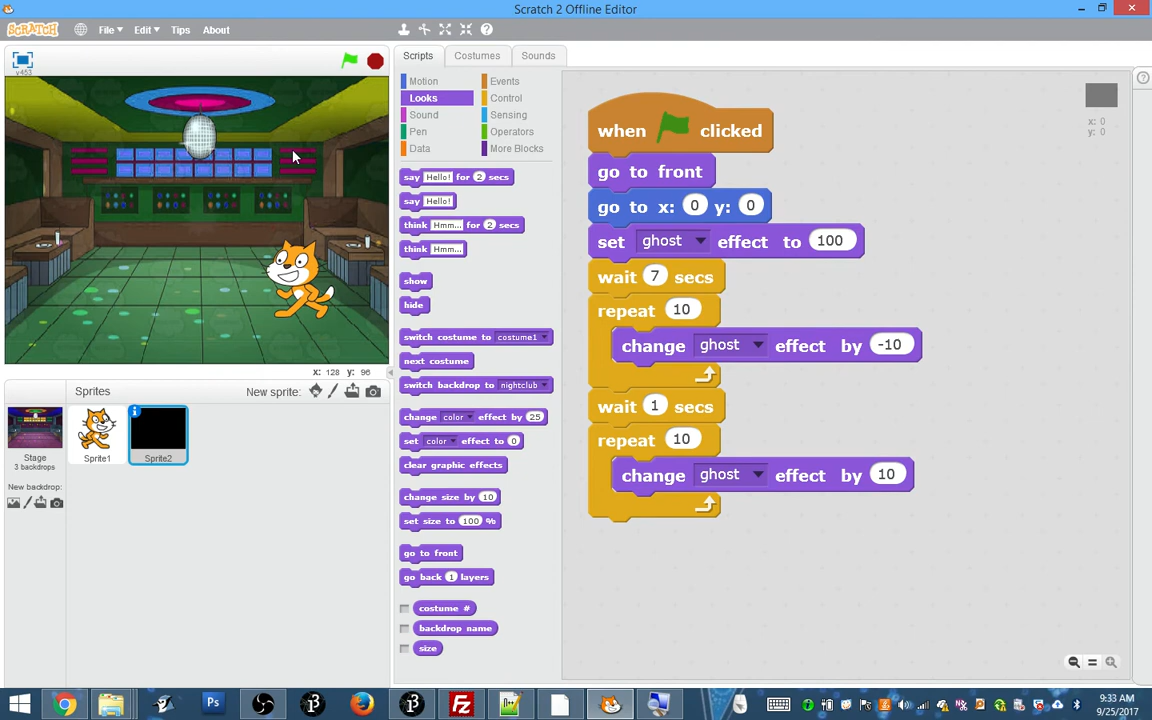 Scratch 2 Offline Editor
SCRATCH File Edit Tips About
v453
Scripts Costumes Sounds
Motion Events
Looks Control
Sound Sensing
Pen Operators
Data More Blocks
say Hello! for 2 secs
say Hello!
think Hmm... for 2 secs
think Hmm...
show
hide
switch costume to costume1
next costume
switch backdrop to nightclub
change color effect by 25
set color effect to 0
clear graphic effects
change size by 10
set size to 100 %
go to front
go back 1 layers
costume #
backdrop name
size
when clicked
go to front
go to x: 0 y: 0
set ghost effect to 100
wait 7 secs
repeat 10
change ghost effect by -10
wait 1 secs
repeat 10
change ghost effect by 10
x: 0
y: 0
x: 128 y: 96
Sprites New sprite:
Stage
3 backdrops
New backdrop:
Sprite1
Sprite2
Ps
Fz
9:33 AM
9/25/2017